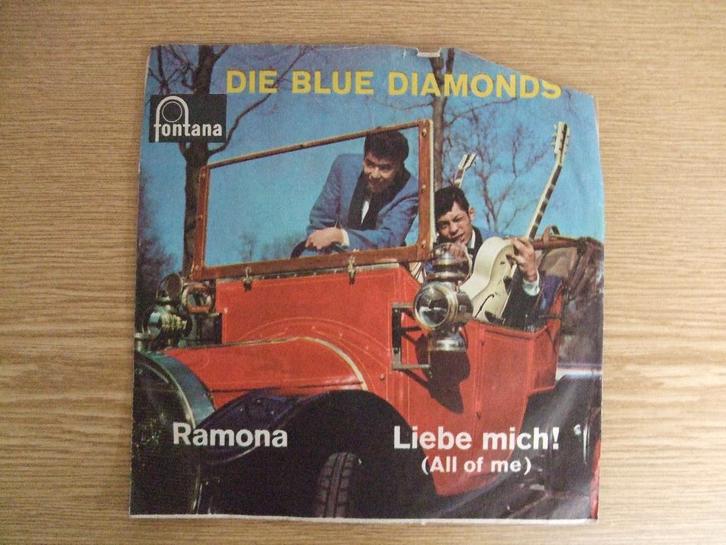 DIE BLUE DIAMONDS
fontana
Ramona
Liebe mich!
(All of me)